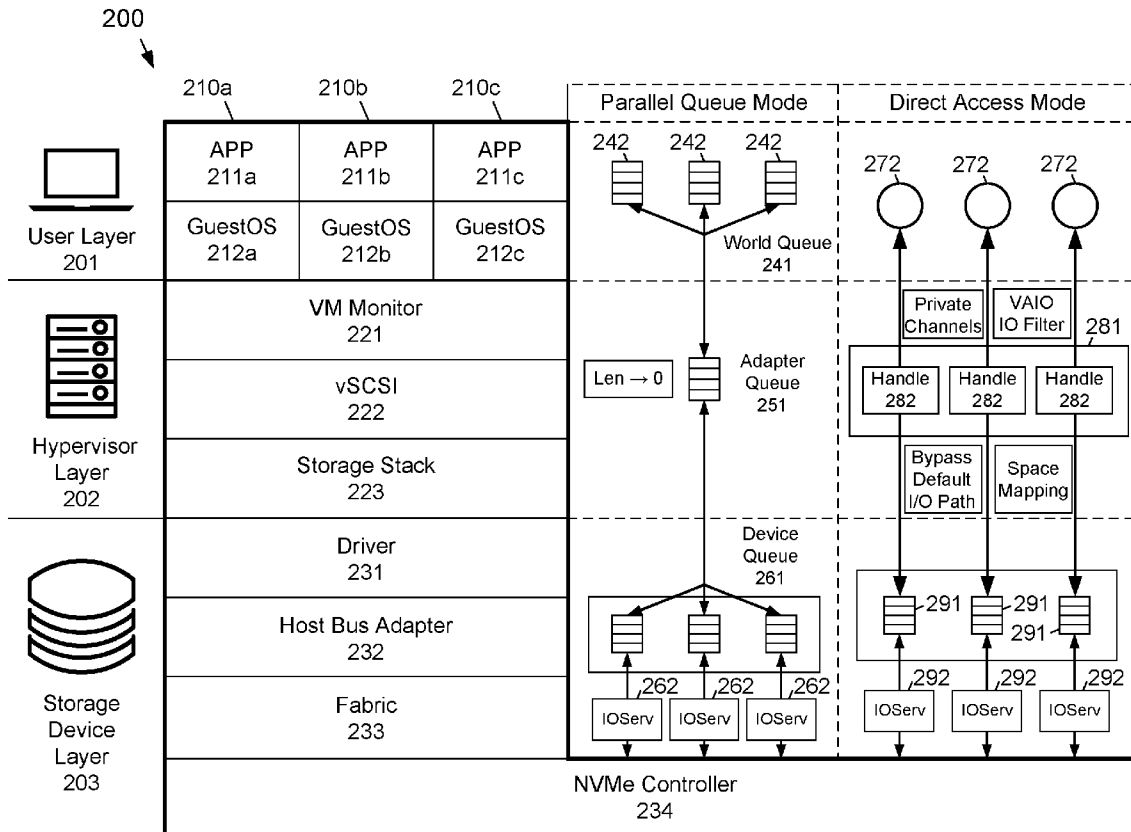 200
210a
210b
210c
Parallel Queue Mode
Direct Access Mode
APP
211a
APP
211b
APP
211c
242
242
242
272
272
272
GuestOS
212a
GuestOS
212b
GuestOS
212c
User Layer
201
World Queue
241
VM Monitor
221
Private
Channels
VAIO
IO Filter
281
vSCSI
222
Len → 0
Adapter
Queue
251
Handle
282
Handle
282
Handle
282
Hypervisor
Layer
202
Storage Stack
223
Bypass
Default
I/O Path
Space
Mapping
Driver
231
Device
Queue
261
Host Bus Adapter
232
291
291
291
Storage
Device
Layer
203
Fabric
233
262
262
262
292
292
292
IOServ
IOServ
IOServ
IOServ
IOServ
IOServ
NVMe Controller
234